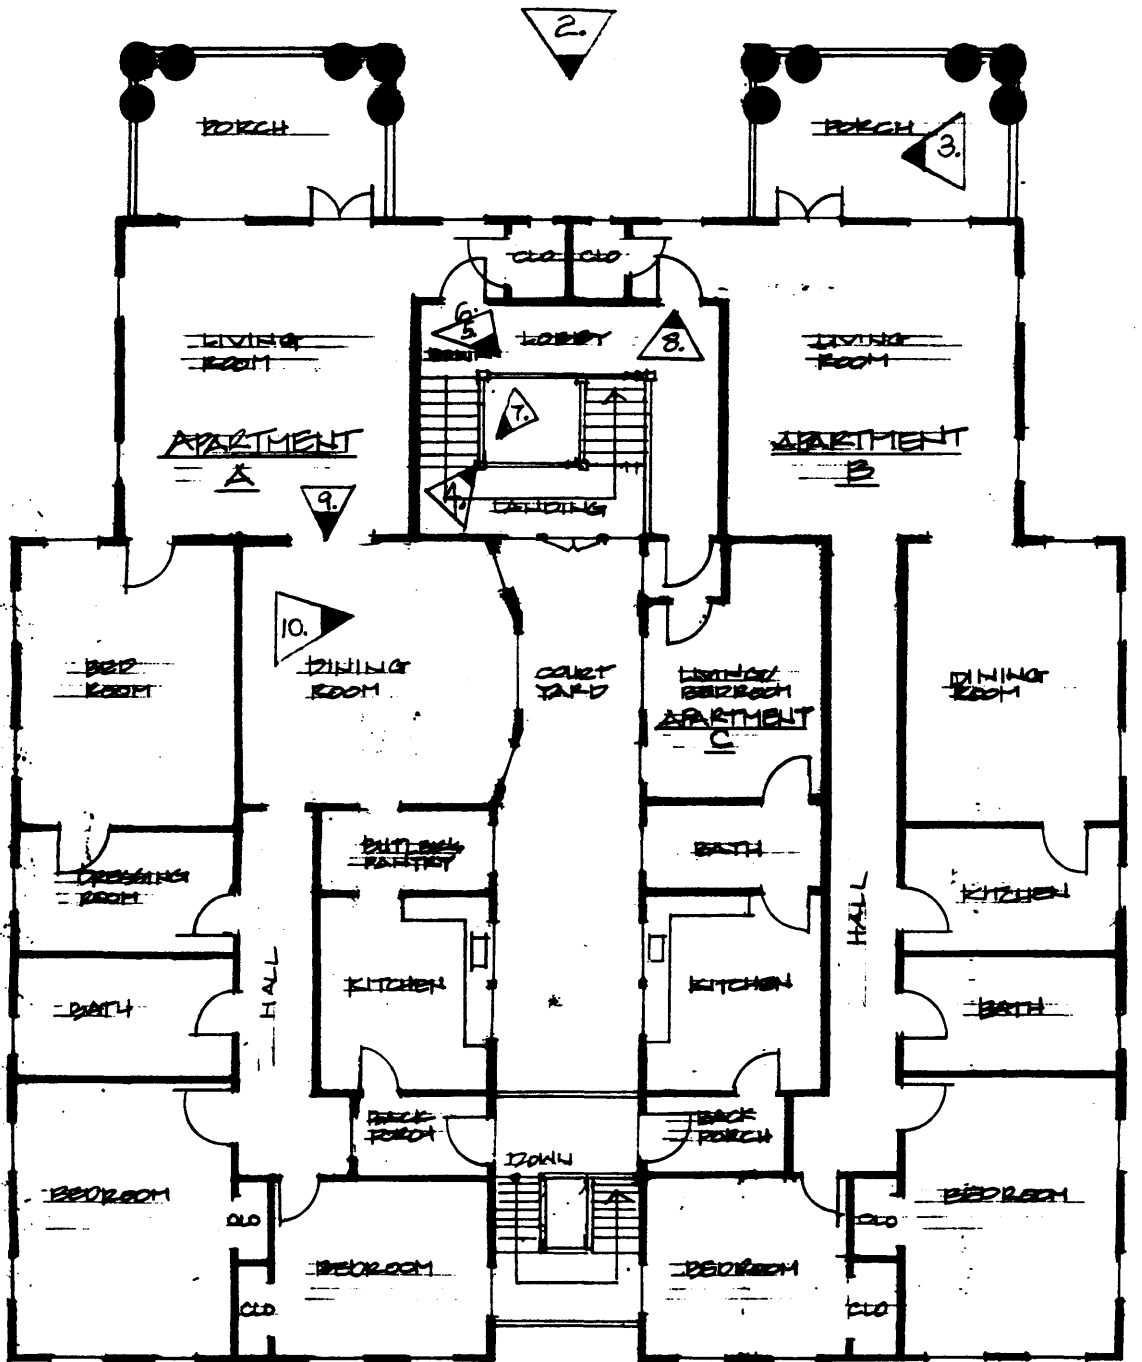 2.
PORCH
PORCH
3.
CLO
CLO
6.
5.
LOBBY
8.
LIVING
ROOM
LIVING
ROOM
7.
APARTMENT
A
APARTMENT
B
9.
4.
LANDING
10.
BED
ROOM
DINING
ROOM
COURT
YARD
LIVING/
BEDROOM
APARTMENT
C
DINING
ROOM
BUTLERS
PANTRY
BATH
DRESSING
ROOM
KITCHEN
HALL
HALL
BATH
KITCHEN
KITCHEN
BATH
BACK
PORCH
BACK
PORCH
DOWN
BEDROOM
BEDROOM
CLO
CLO
BEDROOM
BEDROOM
CLO
CLO